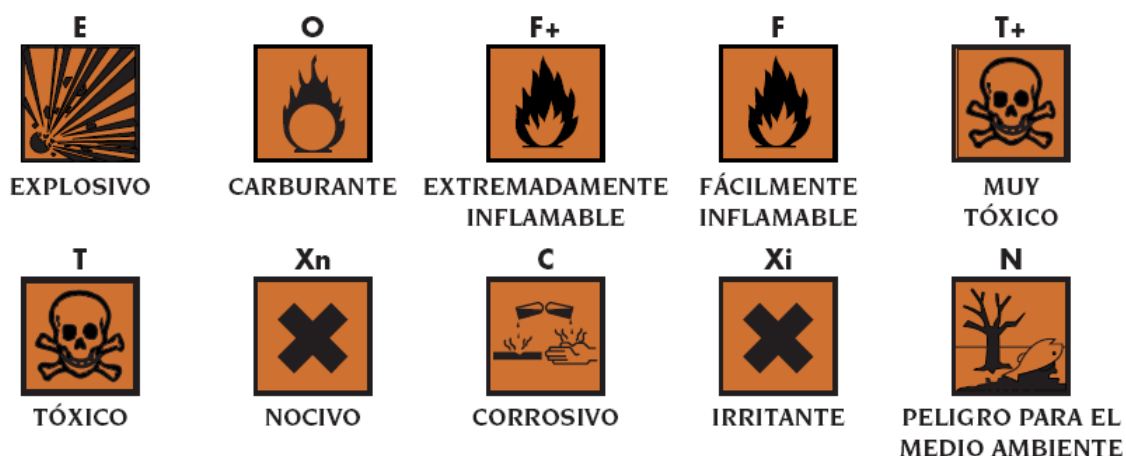 E
EXPLOSIVO
O
CARBURANTE
F+
EXTREMADAMENTE
INFLAMABLE
F
FÁCILMENTE
INFLAMABLE
T+
MUY
TÓXICO
T
TÓXICO
Xn
NOCIVO
C
CORROSIVO
Xi
IRRITANTE
N
PELIGRO PARA EL
MEDIO AMBIENTE